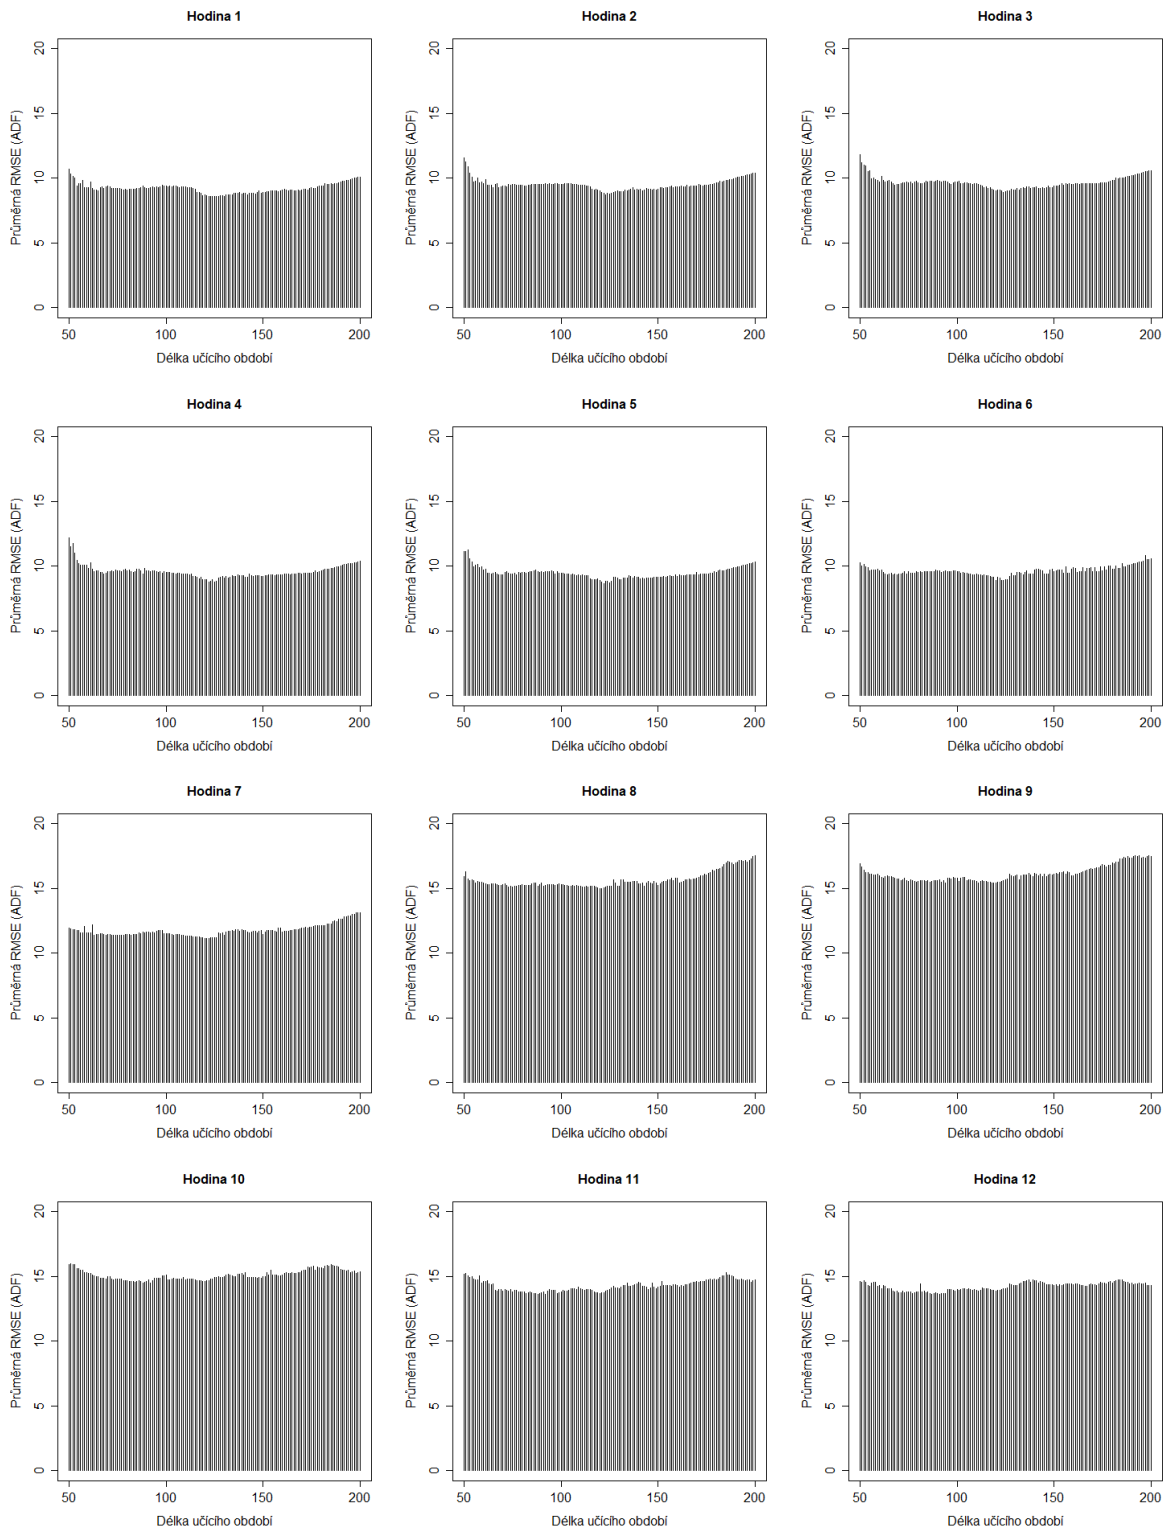 Hodina 1
Průměrná RMSE (ADF)
20
15
10
5
0
50 100 150 200
Délka učícího období
Hodina 2
Průměrná RMSE (ADF)
20
15
10
5
0
50 100 150 200
Délka učícího období
Hodina 3
Průměrná RMSE (ADF)
20
15
10
5
0
50 100 150 200
Délka učícího období
Hodina 4
Průměrná RMSE (ADF)
20
15
10
5
0
50 100 150 200
Délka učícího období
Hodina 5
Průměrná RMSE (ADF)
20
15
10
5
0
50 100 150 200
Délka učícího období
Hodina 6
Průměrná RMSE (ADF)
20
15
10
5
0
50 100 150 200
Délka učícího období
Hodina 7
Průměrná RMSE (ADF)
20
15
10
5
0
50 100 150 200
Délka učícího období
Hodina 8
Průměrná RMSE (ADF)
20
15
10
5
0
50 100 150 200
Délka učícího období
Hodina 9
Průměrná RMSE (ADF)
20
15
10
5
0
50 100 150 200
Délka učícího období
Hodina 10
Průměrná RMSE (ADF)
20
15
10
5
0
50 100 150 200
Délka učícího období
Hodina 11
Průměrná RMSE (ADF)
20
15
10
5
0
50 100 150 200
Délka učícího období
Hodina 12
Průměrná RMSE (ADF)
20
15
10
5
0
50 100 150 200
Délka učícího období